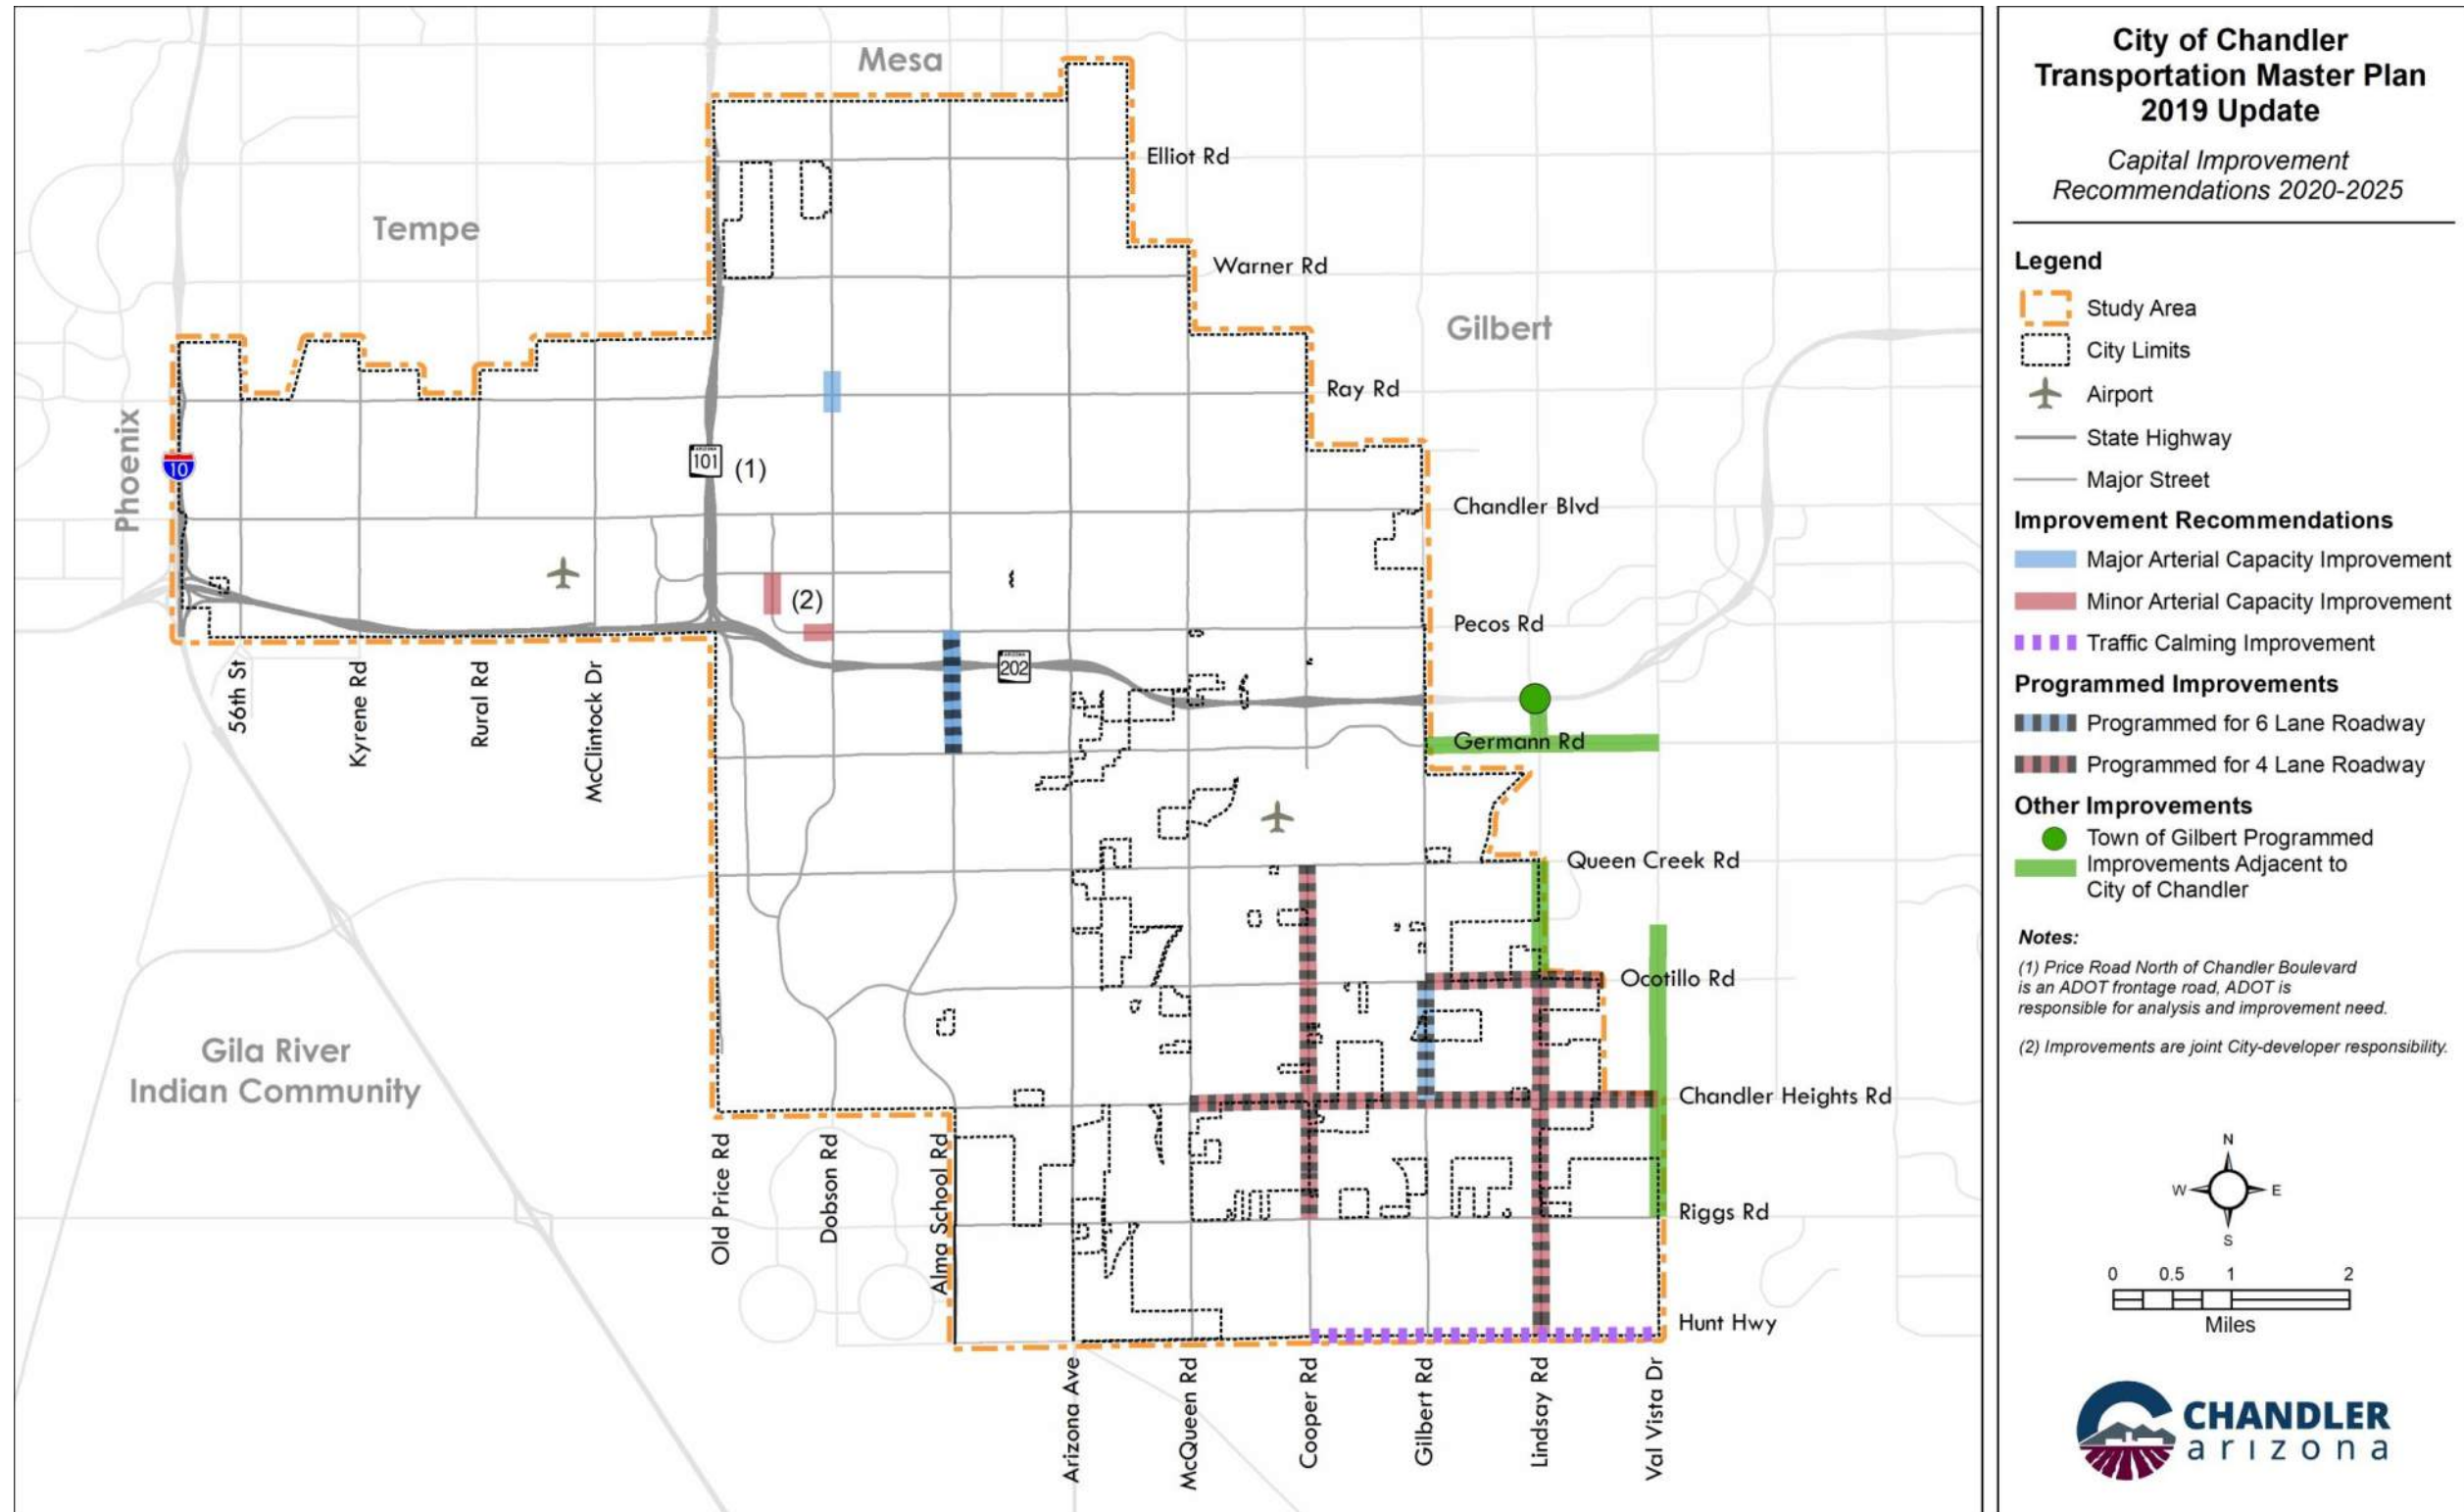 Mesa
Elliot Rd
Tempe
Warner Rd
Gilbert
Ray Rd
Phoenix
10
ARIZONA
101
(1)
Chandler Blvd
(2)
Pecos Rd
ARIZONA
202
56th St
Kyrene Rd
Rural Rd
McClintock Dr
Germann Rd
Queen Creek Rd
Ocotillo Rd
Gila River
Indian Community
Chandler Heights Rd
Old Price Rd
Dobson Rd
Alma School Rd
Riggs Rd
Hunt Hwy
Arizona Ave
McQueen Rd
Cooper Rd
Gilbert Rd
Lindsay Rd
Val Vista Dr
City of Chandler
Transportation Master Plan
2019 Update
Capital Improvement
Recommendations 2020-2025
Legend
Study Area
City Limits
Airport
State Highway
Major Street
Improvement Recommendations
Major Arterial Capacity Improvement
Minor Arterial Capacity Improvement
Traffic Calming Improvement
Programmed Improvements
Programmed for 6 Lane Roadway
Programmed for 4 Lane Roadway
Other Improvements
Town of Gilbert Programmed
Improvements Adjacent to
City of Chandler
Notes:
(1) Price Road North of Chandler Boulevard
is an ADOT frontage road, ADOT is
responsible for analysis and improvement need.
(2) Improvements are joint City-developer responsibility.
N
W E
S
0 0.5 1 2
Miles
CHANDLER
arizona